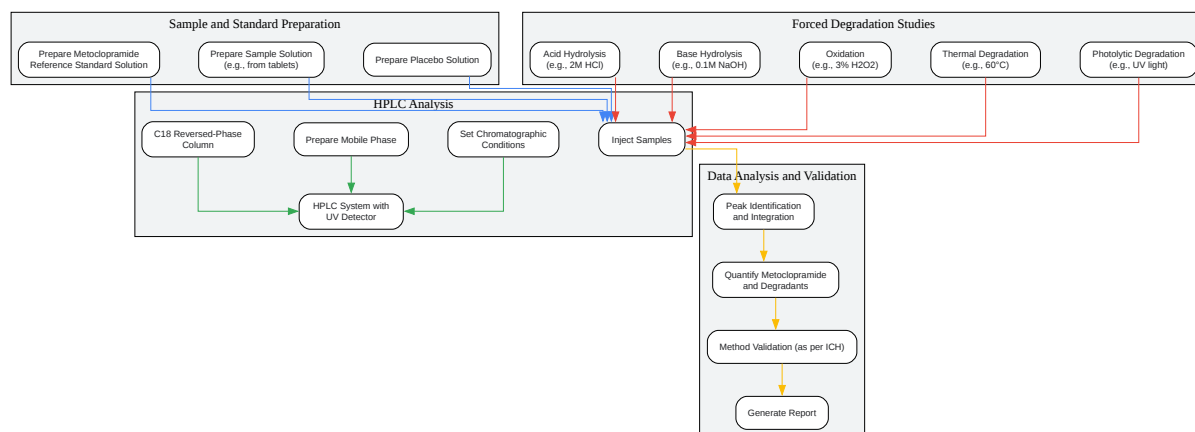 Sample and Standard Preparation
Prepare Metoclopramide
Reference Standard Solution
Prepare Sample Solution
(e.g., from tablets)
Prepare Placebo Solution
Forced Degradation Studies
Acid Hydrolysis
(e.g., 2M HCl)
Base Hydrolysis
(e.g., 0.1M NaOH)
Oxidation
(e.g., 3% H2O2)
Thermal Degradation
(e.g., 60°C)
Photolytic Degradation
(e.g., UV light)
HPLC Analysis
C18 Reversed-Phase
Column
Prepare Mobile Phase
Set Chromatographic
Conditions
Inject Samples
HPLC System with
UV Detector
Data Analysis and Validation
Peak Identification
and Integration
Quantify Metoclopramide
and Degradants
Method Validation (as per ICH)
Generate Report